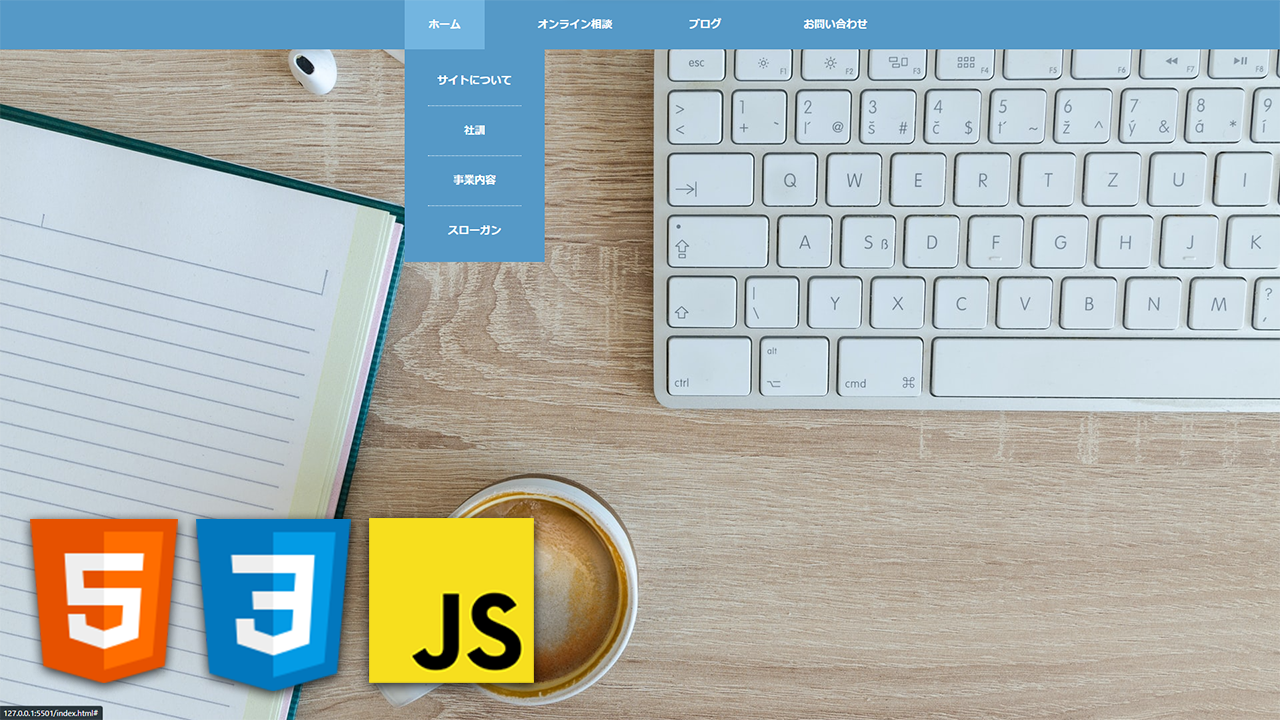 ホーム オンライン相談 ブログ お問い合わせ
サイトについて
社訓
事業内容
スローガン
esc F1 F2 F3 F4 F5 F6 F7 F8
> 1 2 3 4 5 6 7 8 9
< + ~ ľ @ š # č $ ť ~ ž ^ ý & á * í
Q W E R T Z U I
A S ß D F G H J K
| \ Y X C V B N M ? ,
alt
ctrl cmd ⌘
5 3 JS
127.0.0.1:5501/index.html#